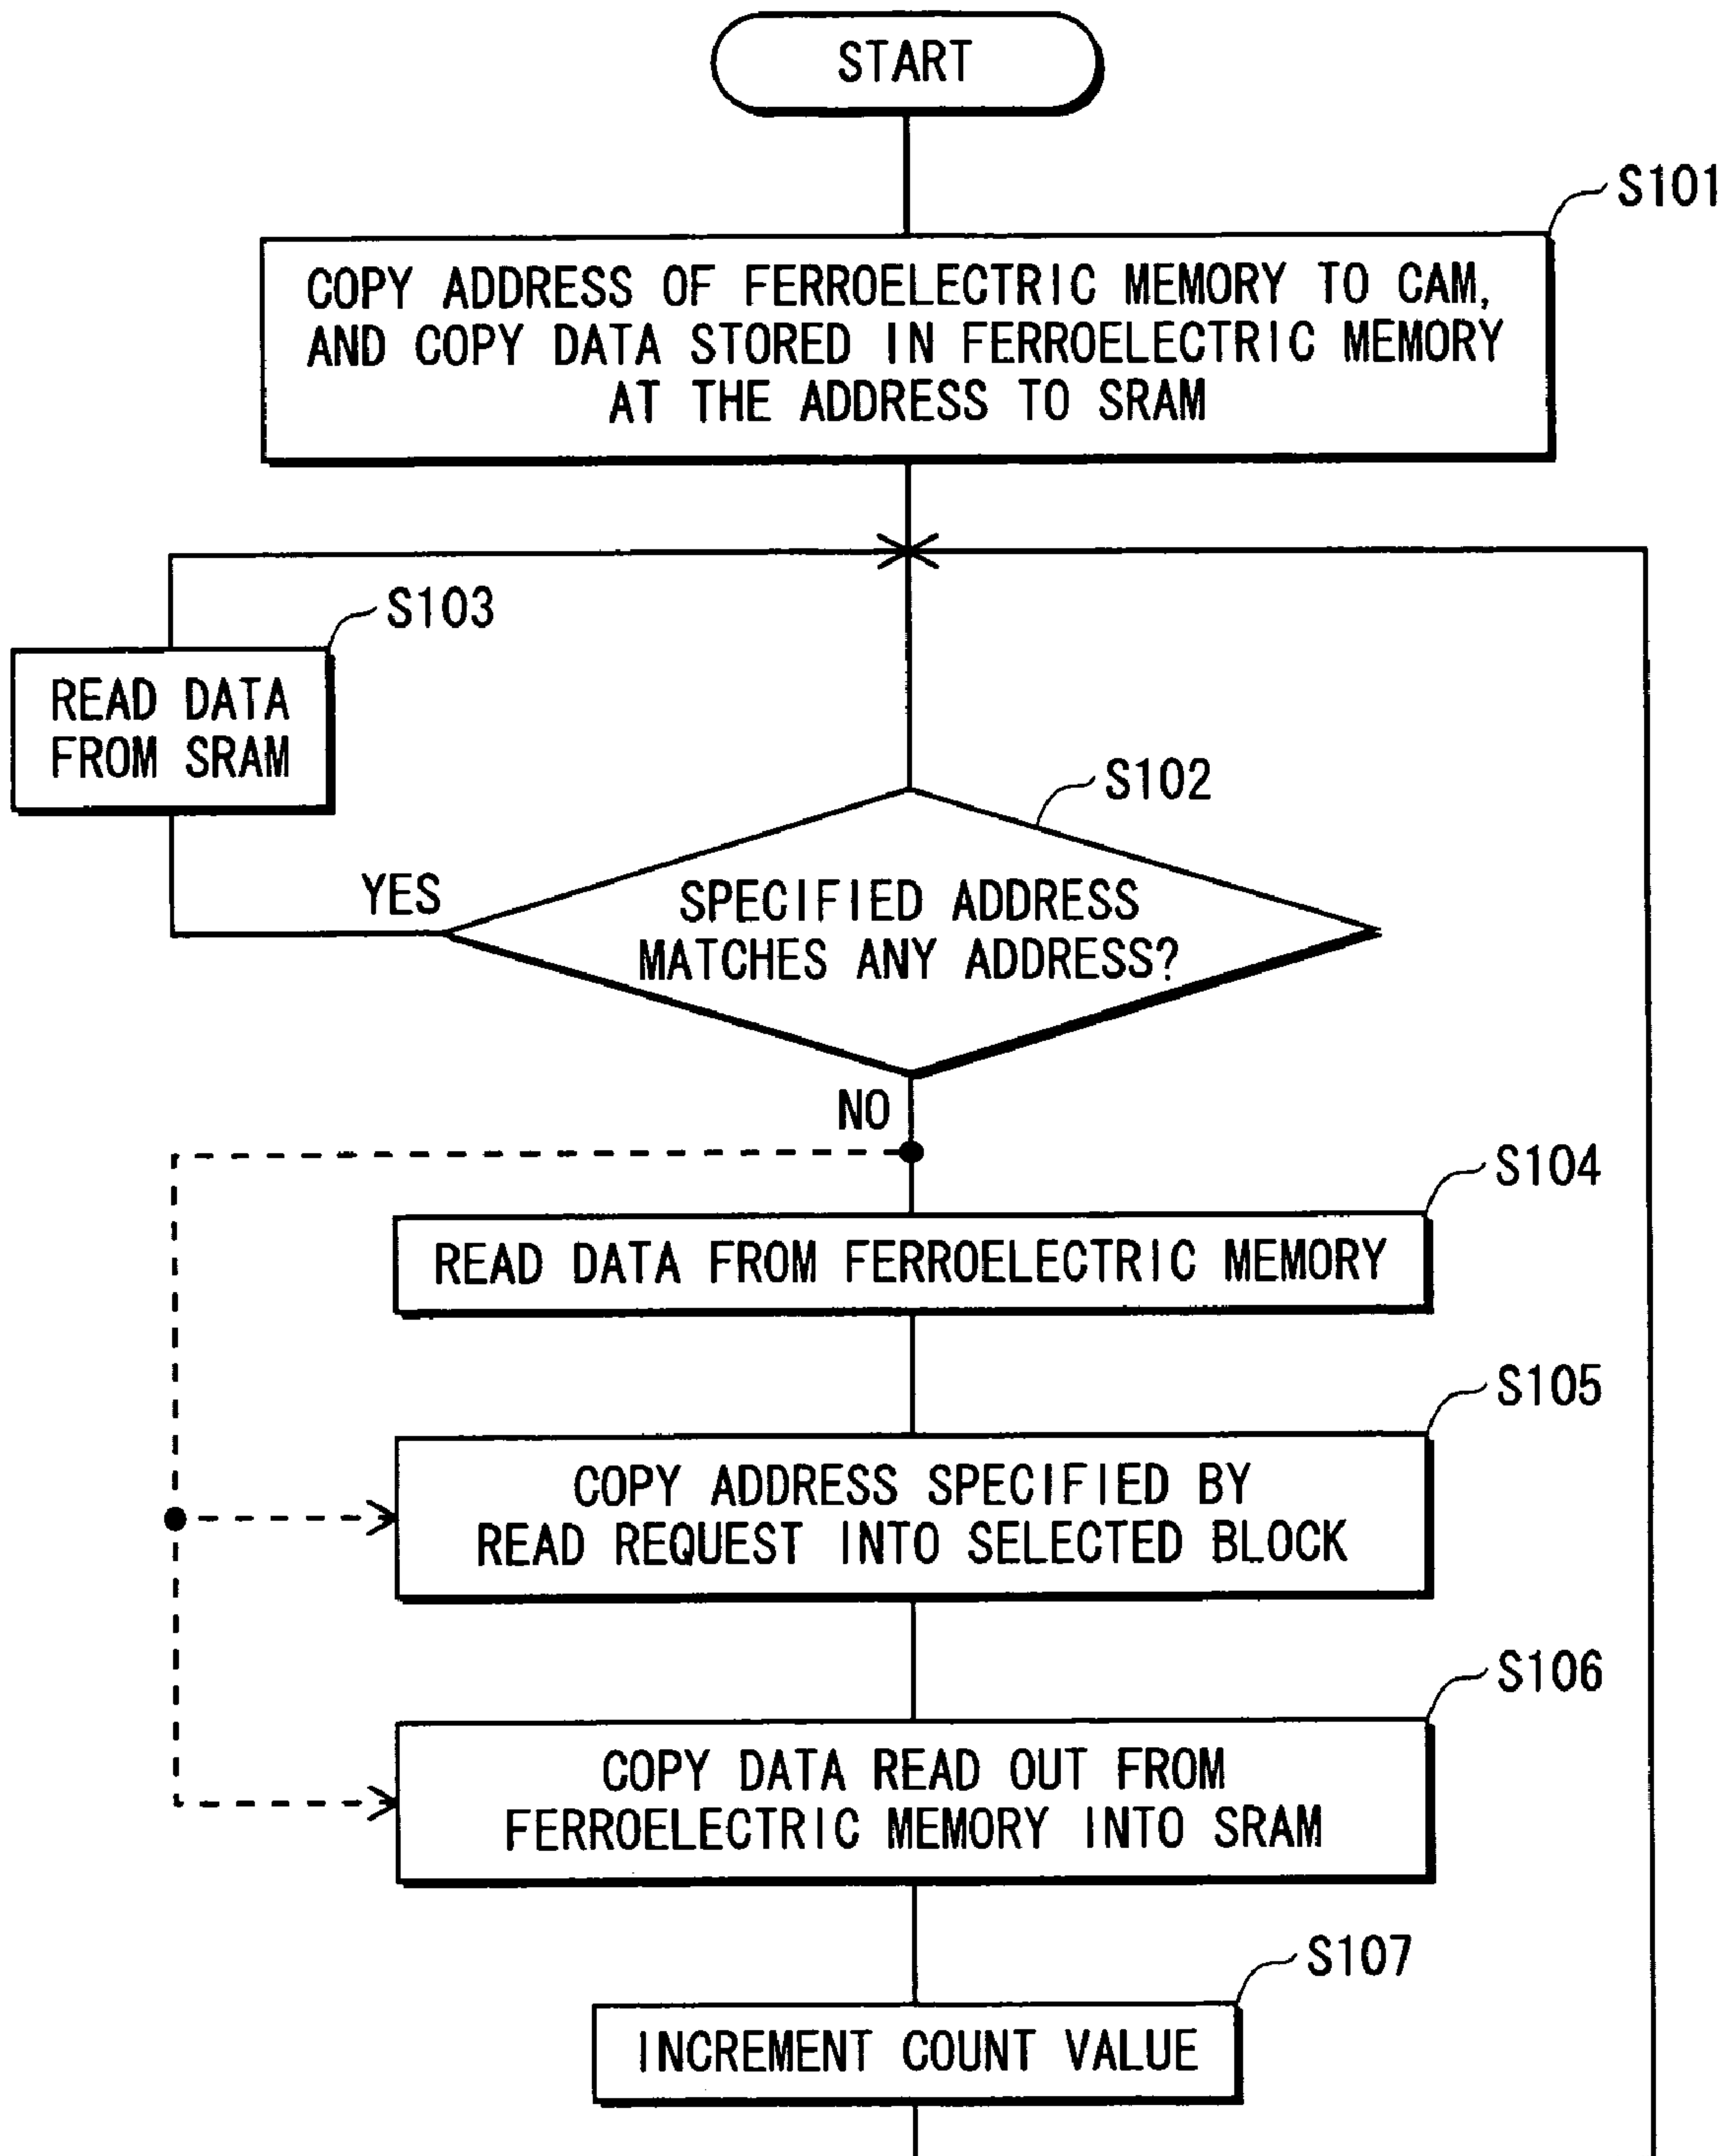 START
S101
COPY ADDRESS OF FERROELECTRIC MEMORY TO CAM,
AND COPY DATA STORED IN FERROELECTRIC MEMORY
AT THE ADDRESS TO SRAM
S103
READ DATA
FROM SRAM
S102
YES
SPECIFIED ADDRESS
MATCHES ANY ADDRESS?
NO
S104
READ DATA FROM FERROELECTRIC MEMORY
S105
COPY ADDRESS SPECIFIED BY
READ REQUEST INTO SELECTED BLOCK
S106
COPY DATA READ OUT FROM
FERROELECTRIC MEMORY INTO SRAM
S107
INCREMENT COUNT VALUE